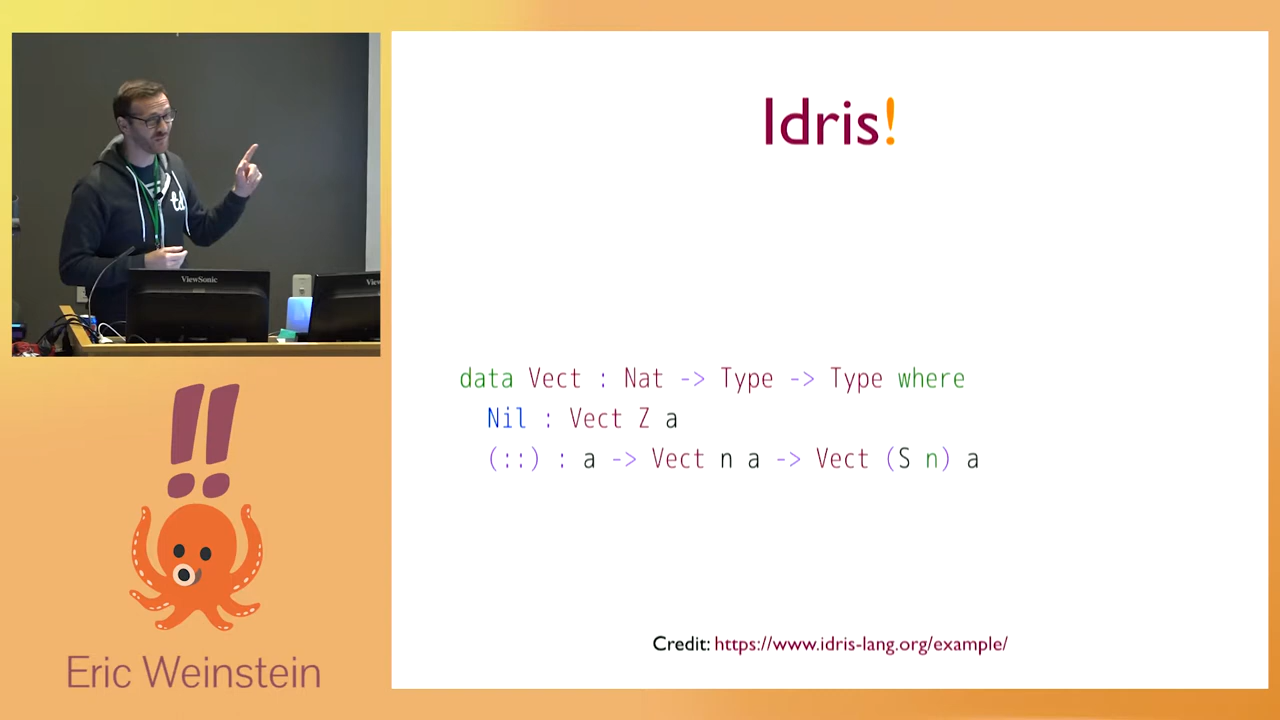 Idris!
ViewSonic
td
data Vect : Nat -> Type -> Type where
Nil : Vect Z a
(::) : a -> Vect n a -> Vect (S n) a
!!
Eric Weinstein
Credit: https://www.idris-lang.org/example/